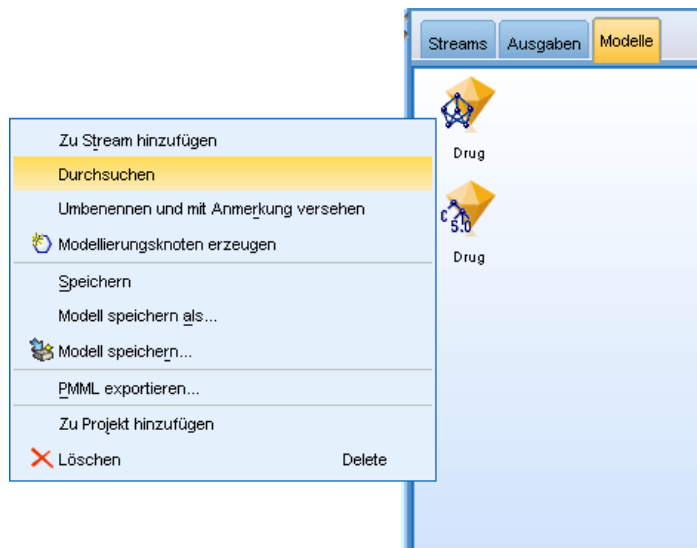 Streams Ausgaben Modelle
Drug
C 5.0
Drug
Zu Stream hinzufügen
Durchsuchen
Umbenennen und mit Anmerkung versehen
Modellierungsknoten erzeugen
Speichern
Modell speichern als...
Modell speichern...
PMML exportieren...
Zu Projekt hinzufügen
Löschen Delete